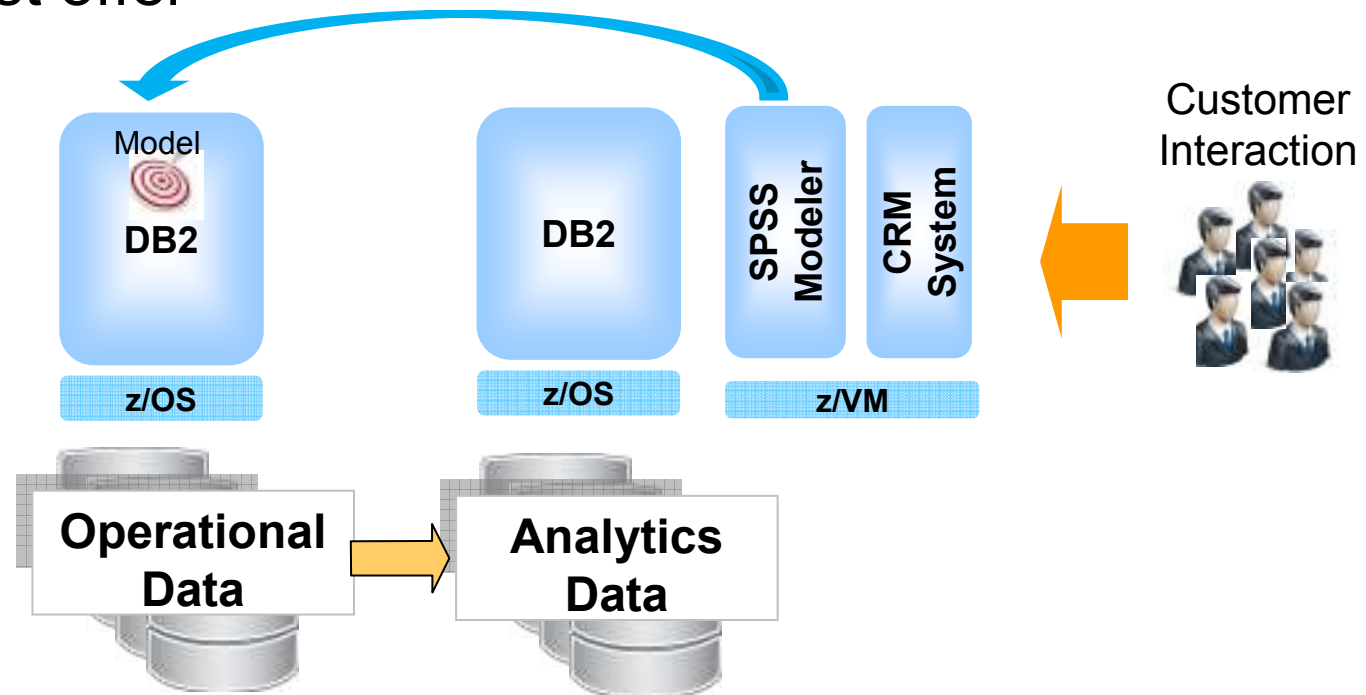 Customer
Interaction
Model
DB2
DB2
SPSS
Modeler
CRM
System
z/OS
z/OS
z/VM
Operational
Data
Analytics
Data